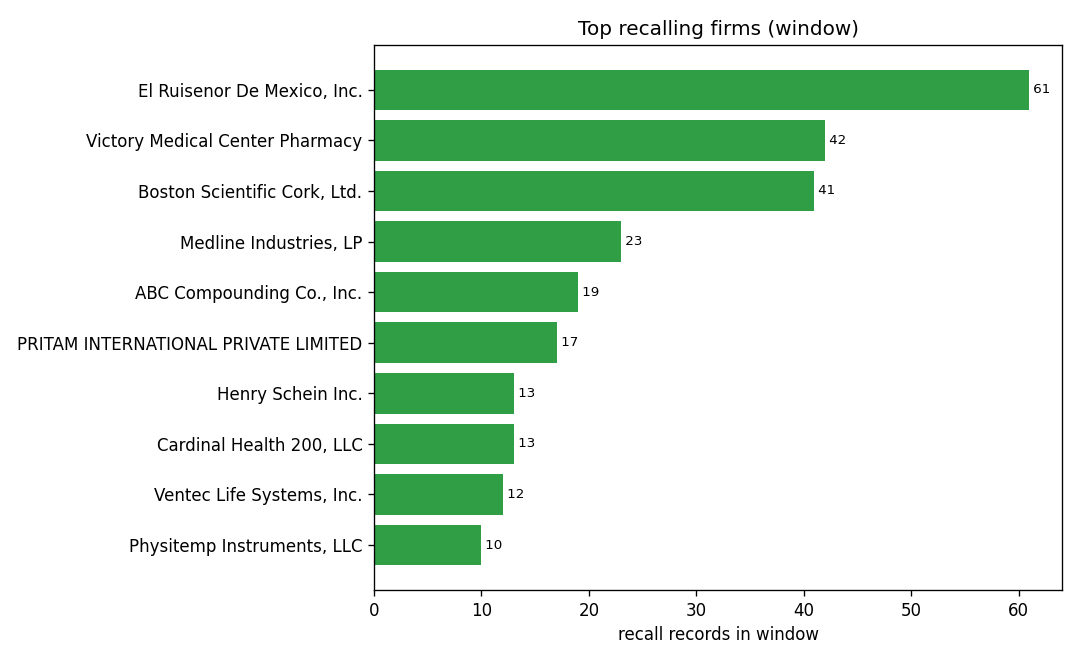 Top recalling firms (window)
El Ruisenor De Mexico, Inc. 61
Victory Medical Center Pharmacy 42
Boston Scientific Cork, Ltd. 41
Medline Industries, LP 23
ABC Compounding Co., Inc. 19
PRITAM INTERNATIONAL PRIVATE LIMITED 17
Henry Schein Inc. 13
Cardinal Health 200, LLC 13
Ventec Life Systems, Inc. 12
Physitemp Instruments, LLC 10
0 10 20 30 40 50 60
recall records in window